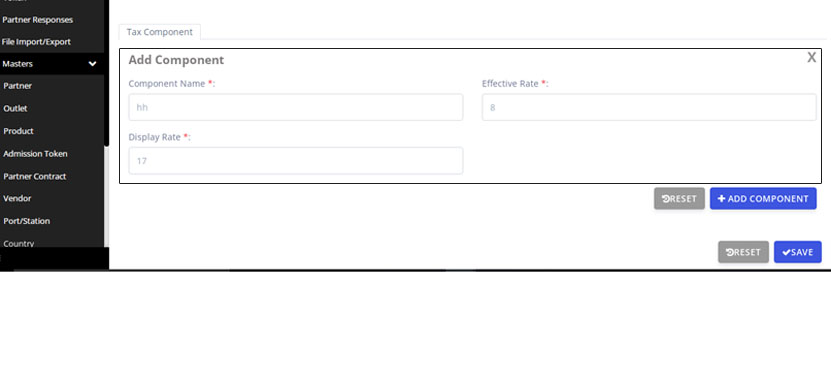 Partner Responses
File Import/Export
Masters
Partner
Outlet
Product
Admission Token
Partner Contract
Vendor
Port/Station
Country
Tax Component
Add Component
X
Component Name *:
Effective Rate *:
hh
8
Display Rate *:
17
RESET
ADD COMPONENT
RESET
SAVE